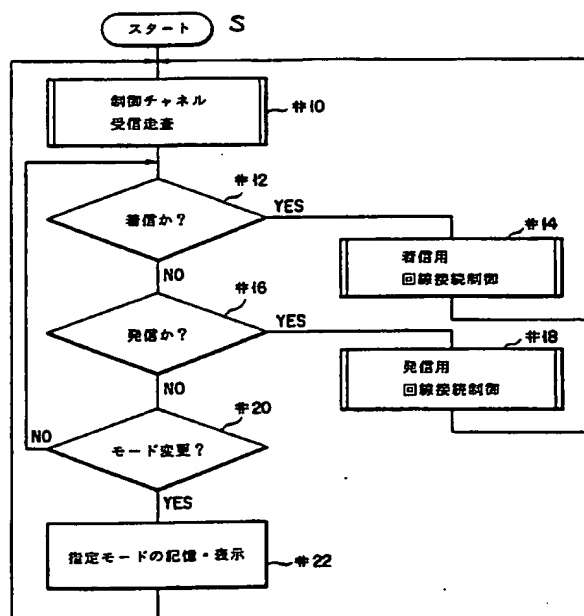 スタート S
制御チャネル
受信走査
#10
#12
着信か? YES
#14
着信用
回線接続制御
NO
#16
発信か? YES
#18
発信用
回線接続制御
NO
#20
NO モード変更?
YES
指定モードの記憶・表示
#22